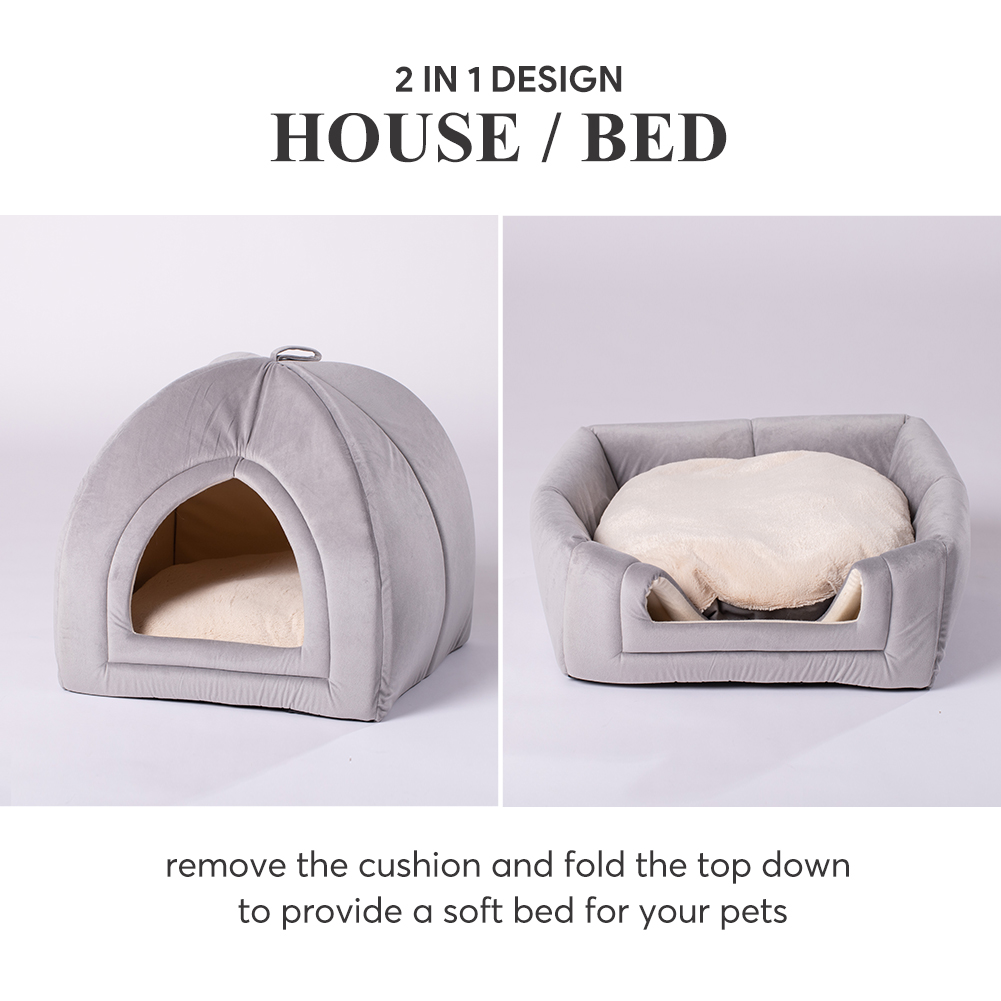 2 IN 1 DESIGN
HOUSE / BED
remove the cushion and fold the top down
to provide a soft bed for your pets